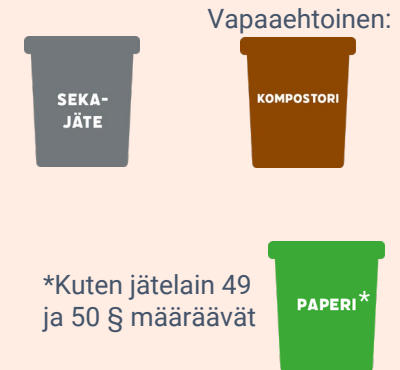 Vapaaehtoinen:
SEKA-
JÄTE
KOMPOSTORI
*Kuten jätelain 49
ja 50 § määräävät
PAPERI*